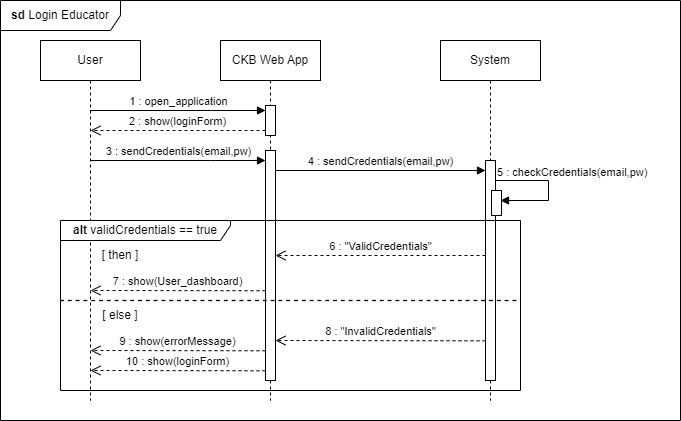 sd Login Educator
User
CKB Web App
System
1 : open_application
2 : show(loginForm)
3 : sendCredentials(email,pw)
4 : sendCredentials(email,pw)
5 : checkCredentials(email,pw)
alt validCredentials == true
[ then ]
6 : "ValidCredentials"
7 : show(User_dashboard)
[ else ]
8 : "InvalidCredentials"
9 : show(errorMessage)
10 : show(loginForm)